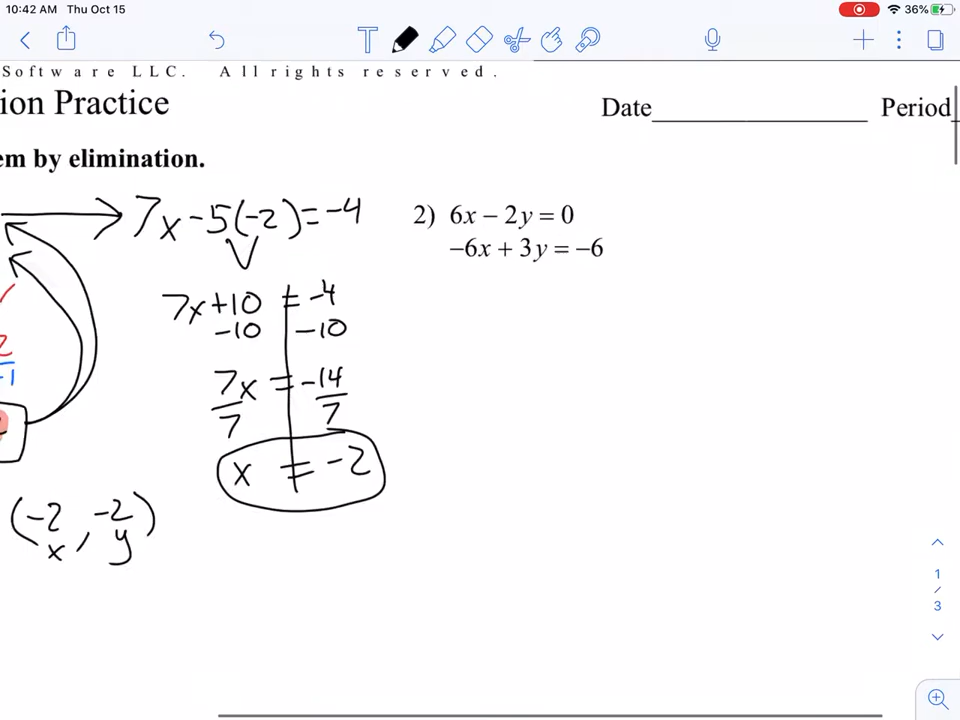 10:42 AM Thu Oct 15
36%
Software LLC. All rights reserved.
ion Practice
Date Period
em by elimination.
7x - 5(-2) = -4
7x + 10 = -4
-10 -10
7x = -14
7 7
x = -2
2
-1
(-2, -2)
x y
2) 6x − 2y = 0
−6x + 3y = −6
1
/
3